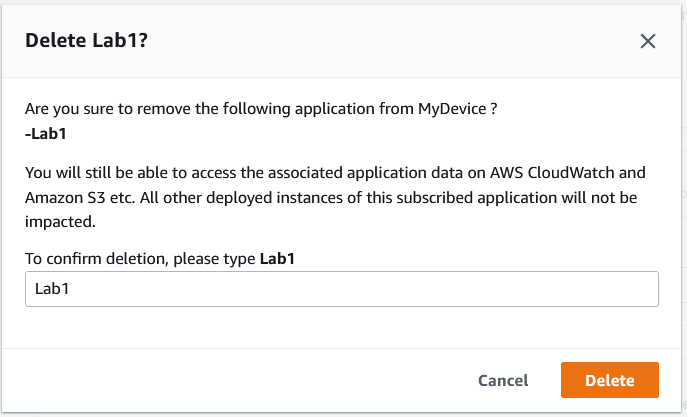 Delete Lab1?
Are you sure to remove the following application from MyDevice ?
-Lab1
You will still be able to access the associated application data on AWS CloudWatch and
Amazon S3 etc. All other deployed instances of this subscribed application will not be
impacted.
To confirm deletion, please type Lab1
Lab1
Cancel
Delete